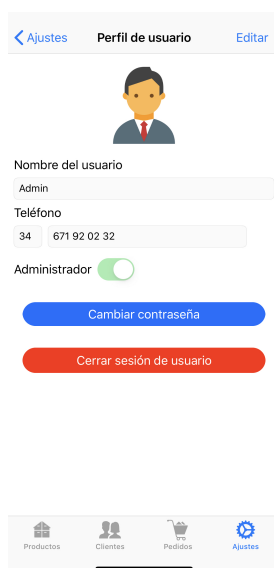 Ajustes Perfil de usuario Editar
Nombre del usuario
Admin
Teléfono
34 671 92 02 32
Administrador
Cambiar contraseña
Cerrar sesión de usuario
Productos Clientes Pedidos Ajustes